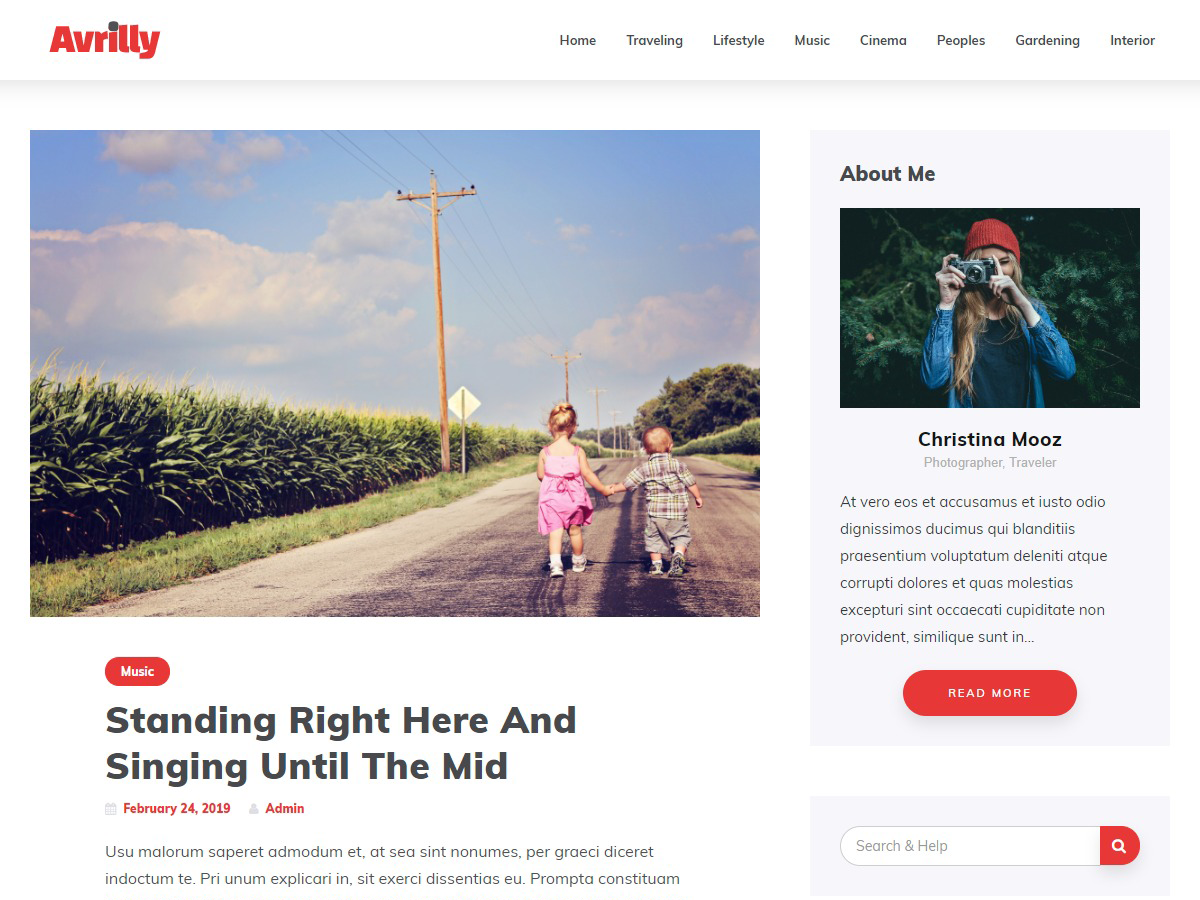 Avrilly
Home Traveling Lifestyle Music Cinema Peoples Gardening Interior
Music
Standing Right Here And
Singing Until The Mid
February 24, 2019 Admin
Usu malorum saperet admodum et, at sea sint nonumes, per graeci diceret
indoctum te. Pri unum explicari in, sit exerci dissentias eu. Prompta constituam
About Me
Christina Mooz
Photographer, Traveler
At vero eos et accusamus et iusto odio
dignissimos ducimus qui blanditiis
praesentium voluptatum deleniti atque
corrupti dolores et quas molestias
excepturi sint occaecati cupiditate non
provident, similique sunt in...
READ MORE
Search & Help